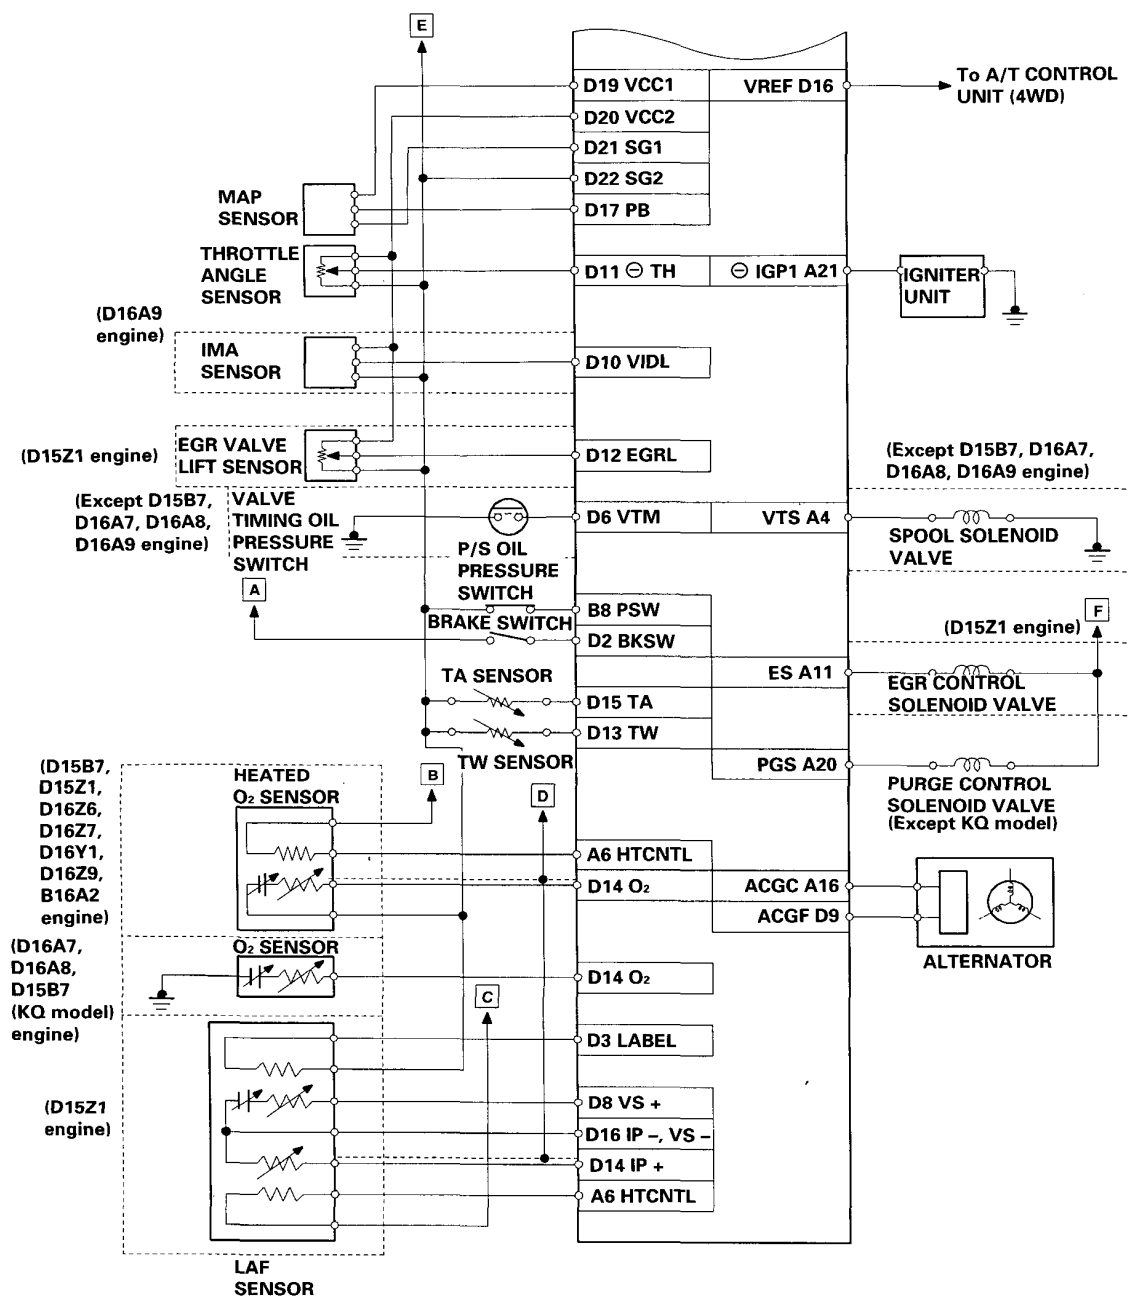 E
D19 VCC1
VREF D16
To A/T CONTROL
UNIT (4WD)
D20 VCC2
D21 SG1
D22 SG2
MAP
SENSOR
D17 PB
THROTTLE
ANGLE
SENSOR
D11 ⊖ TH
⊖ IGP1 A21
IGNITER
UNIT
(D16A9
engine)
IMA
SENSOR
D10 VIDL
(D15Z1 engine)
EGR VALVE
LIFT SENSOR
D12 EGRL
(Except D15B7, D16A7,
D16A8, D16A9 engine)
(Except D15B7,
D16A7, D16A8,
D16A9 engine)
VALVE
TIMING OIL
PRESSURE
SWITCH
D6 VTM
VTS A4
SPOOL SOLENOID
VALVE
P/S OIL
PRESSURE
SWITCH
A
B8 PSW
F
BRAKE SWITCH
D2 BKSW
(D15Z1 engine)
TA SENSOR
ES A11
EGR CONTROL
SOLENOID VALVE
D15 TA
D13 TW
TW SENSOR
PGS A20
PURGE CONTROL
SOLENOID VALVE
(Except KQ model)
(D15B7,
D15Z1,
D16Z6,
D16Z7,
D16Y1,
D16Z9,
B16A2
engine)
HEATED
O2 SENSOR
B
D
A6 HTCNTL
D14 O2
ACGC A16
ACGF D9
ALTERNATOR
(D16A7,
D16A8,
D15B7
(KQ model)
engine)
O2 SENSOR
D14 O2
C
D3 LABEL
(D15Z1
engine)
D8 VS +
D16 IP –, VS –
D14 IP +
A6 HTCNTL
LAF
SENSOR